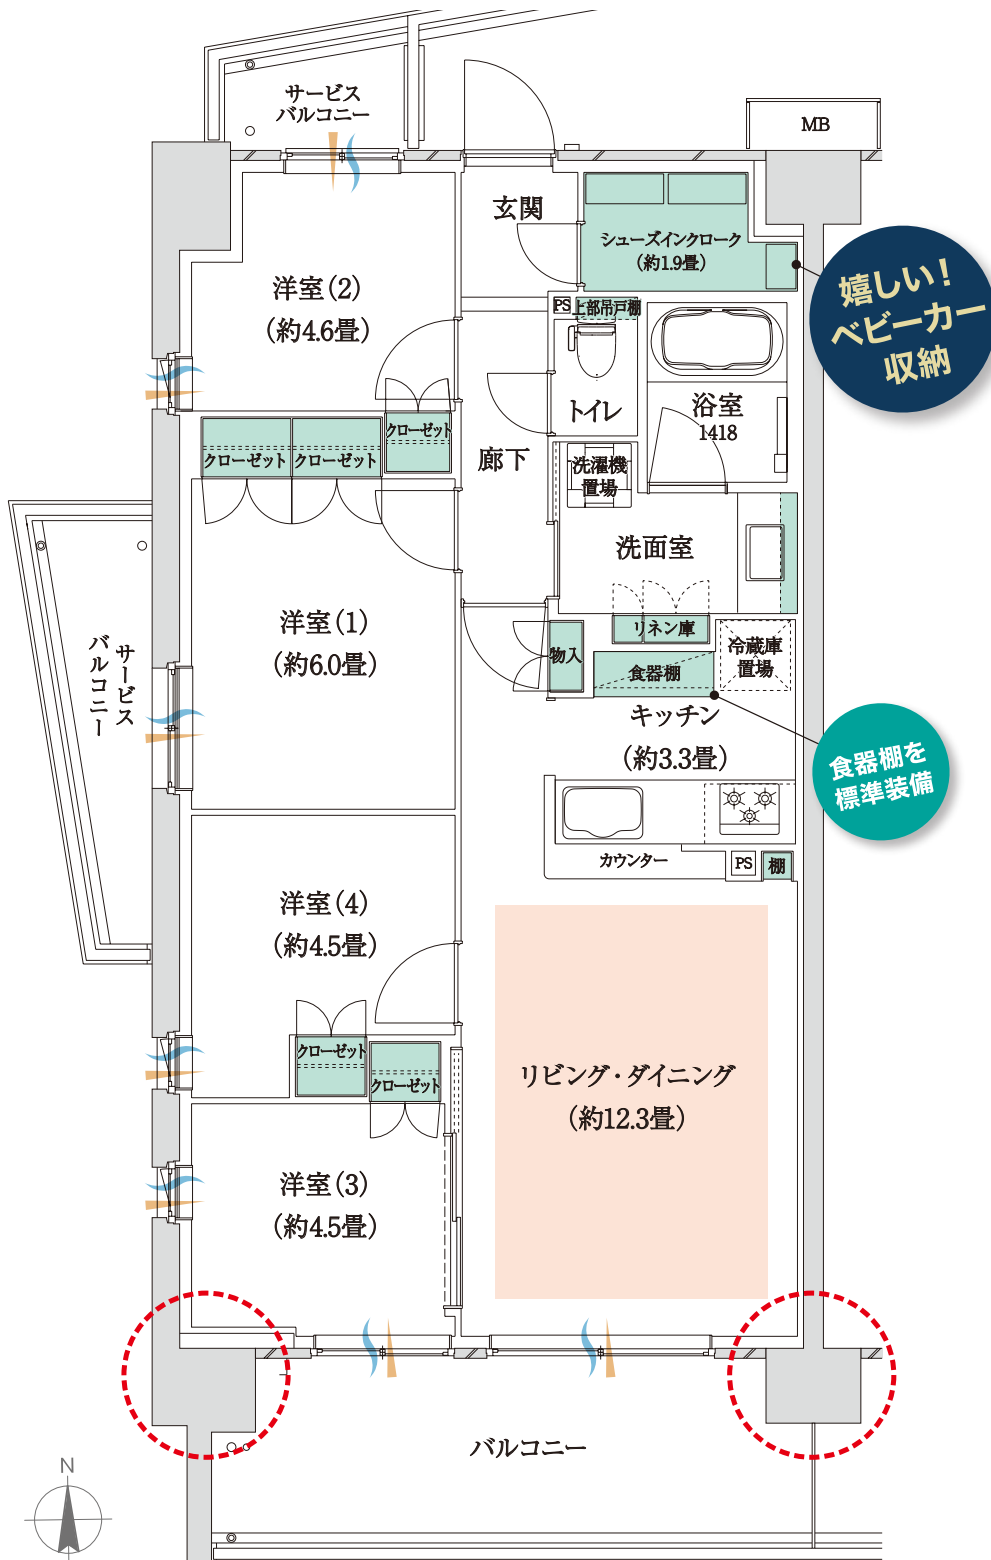 サービス
バルコニー
MB
玄関
シューズインクローク
(約1.9畳)
嬉しい!
ベビーカー
収納
洋室(2)
(約4.6畳)
PS
上部吊戸棚
トイレ
浴室
1418
クローゼット
クローゼット
クローゼット
廊下
洗濯機
置場
洗面室
サービス
バルコニー
洋室(1)
(約6.0畳)
物入
リネン庫
食器棚
冷蔵庫
置場
キッチン
(約3.3畳)
食器棚を
標準装備
カウンター
PS
棚
洋室(4)
(約4.5畳)
クローゼット
クローゼット
リビング・ダイニング
(約12.3畳)
洋室(3)
(約4.5畳)
バルコニー
N